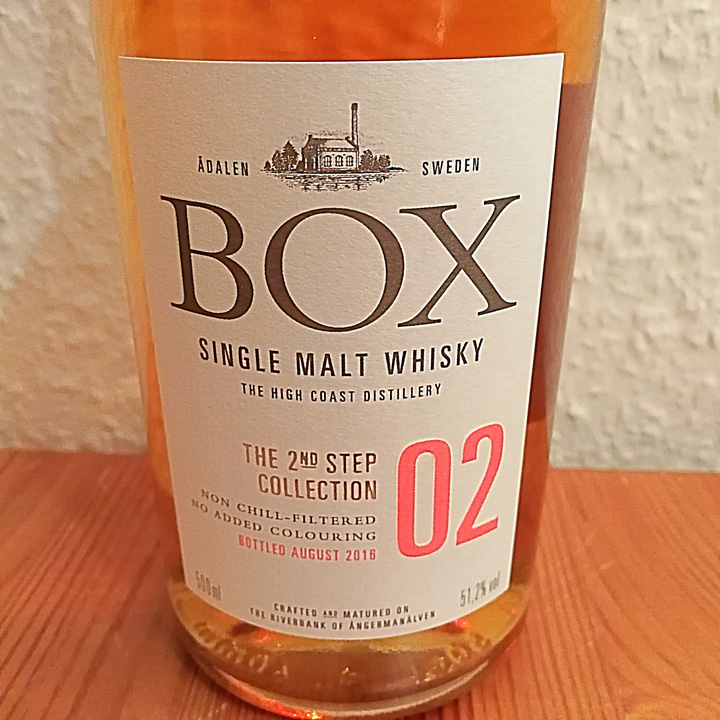 ÅDALEN SWEDEN
BOX
SINGLE MALT WHISKY
THE HIGH COAST DISTILLERY
THE 2ND STEP
COLLECTION
02
NON CHILL-FILTERED
NO ADDED COLOURING
BOTTLED AUGUST 2016
500ml
51,2% vol
CRAFTED AND MATURED ON
THE RIVERBANK OF ÅNGERMANÄLVEN